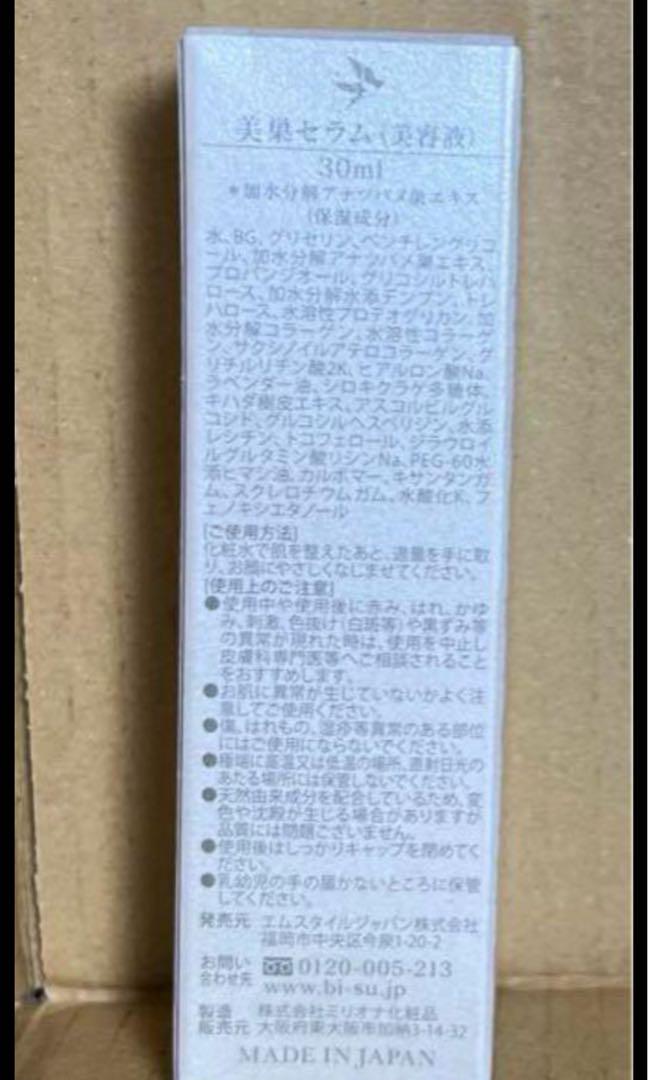 美巣セラム(美容液)
30ml
*加水分解アナツバメ巣エキス
(保湿成分)
水、BG、グリセリン、ペンチレングリコ
ール、加水分解アナツバメ巣エキス、
プロパンジオール、グリコシルトレハ
ロース、加水分解水添デンプン、トレ
ハロース、水溶性プロテオグリカン、加
水分解コラーゲン、水溶性コラーゲ
ン、サクシノイルアテロコラーゲン、グ
リチルリチン酸2K、ヒアルロン酸Na、
ラベンダー油、シロキクラゲ多糖体、
キハダ樹皮エキス、アスコルビルグル
コシド、グルコシルヘスペリジン、水添
レシチン、トコフェロール、ジラウロイ
ルグルタミン酸リシンNa、PEG-60水
添ヒマシ油、カルボマー、キサンタンガ
ム、スクレロチウムガム、水酸化K、フ
ェノキシエタノール
[ご使用方法]
化粧水で肌を整えたあと、適量を手に取
り、お顔にやさしくなじませてください。
[使用上のご注意]
●使用中や使用後に赤み、はれ、かゆ
み、刺激、色抜け(白斑等)や黒ずみ等
の異常が現れた時は、使用を中止し
皮膚科専門医等へご相談されること
をおすすめします。
●お肌に異常が生じていないかよく注
意してご使用ください。
●傷、はれもの、湿疹等異常のある部位
にはご使用にならないでください。
●極端に高温又は低温の場所、直射日光の
あたる場所には保管しないでください。
●天然由来成分を配合しているため、変
色や沈殿が生じる場合がありますが
品質には問題ございません。
●使用後はしっかりキャップを閉めてく
ださい。
●乳幼児の手の届かないところに保管
してください。
発売元 エムスタイルジャパン株式会社
福岡市中央区今泉1-20-2
お問い合わせ先 0120-005-213
www.bi-su.jp
製造販売元 株式会社ミリオナ化粧品
大阪府東大阪市加納3-14-32
MADE IN JAPAN